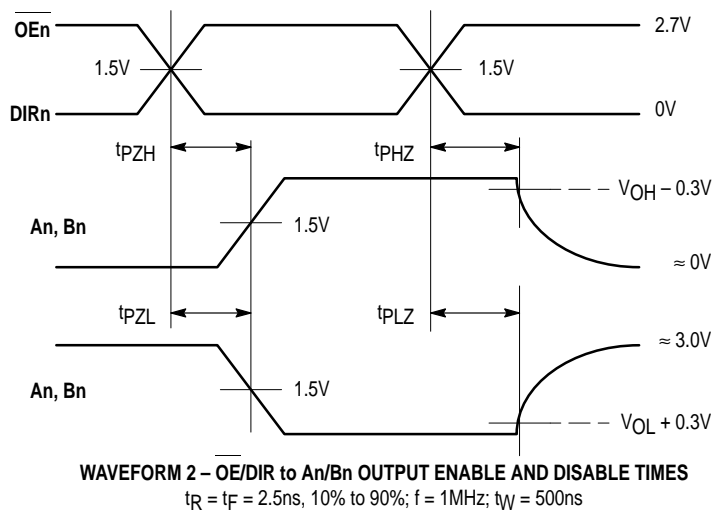 OEn
2.7V
1.5V
1.5V
DIRn
0V
tPZH
tPHZ
VOH – 0.3V
An, Bn
1.5V
≈ 0V
tPZL
tPLZ
≈ 3.0V
An, Bn
1.5V
VOL + 0.3V
WAVEFORM 2 – OE/DIR to An/Bn OUTPUT ENABLE AND DISABLE TIMES
tR = tF = 2.5ns, 10% to 90%; f = 1MHz; tW = 500ns